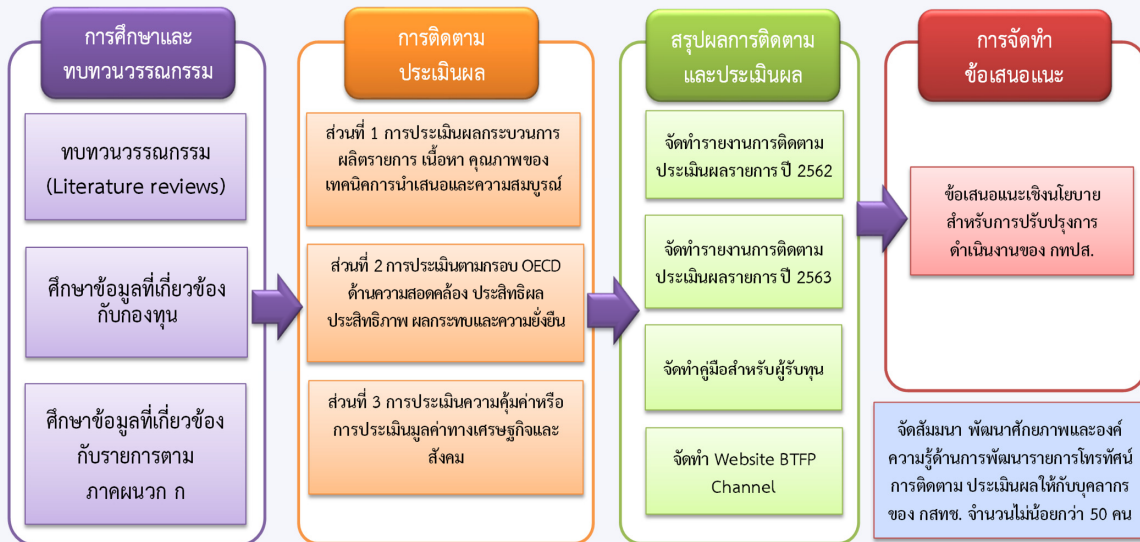 การศึกษาและ
ทบทวนวรรณกรรม
ทบทวนวรรณกรรม
(Literature reviews)
ศึกษาข้อมูลที่เกี่ยวข้อง
กับกองทุน
ศึกษาข้อมูลที่เกี่ยวข้อง
กับรายการตาม
ภาคผนวก ก
การติดตาม
ประเมินผล
ส่วนที่ 1 การประเมินผลกระบวนการ
ผลิตรายการ เนื้อหา คุณภาพของ
เทคนิคการนำเสนอและความสมบูรณ์
ส่วนที่ 2 การประเมินตามกรอบ OECD
ด้านความสอดคล้อง ประสิทธิผล
ประสิทธิภาพ ผลกระทบและความยั่งยืน
ส่วนที่ 3 การประเมินความคุ้มค่าหรือ
การประเมินมูลค่าทางเศรษฐกิจและ
สังคม
สรุปผลการติดตาม
และประเมินผล
จัดทำรายงานการติดตาม
ประเมินผลรายการ ปี 2562
จัดทำรายงานการติดตาม
ประเมินผลรายการ ปี 2563
จัดทำคู่มือสำหรับผู้รับทุน
จัดทำ Website BTFP
Channel
การจัดทำ
ข้อเสนอแนะ
ข้อเสนอแนะเชิงนโยบาย
สำหรับการปรับปรุงการ
ดำเนินงานของ กทปส.
จัดสัมมนา พัฒนาศักยภาพและองค์
ความรู้ด้านการพัฒนารายการโทรทัศน์
การติดตาม ประเมินผลให้กับบุคลากร
ของ กสทช. จำนวนไม่น้อยกว่า 50 คน